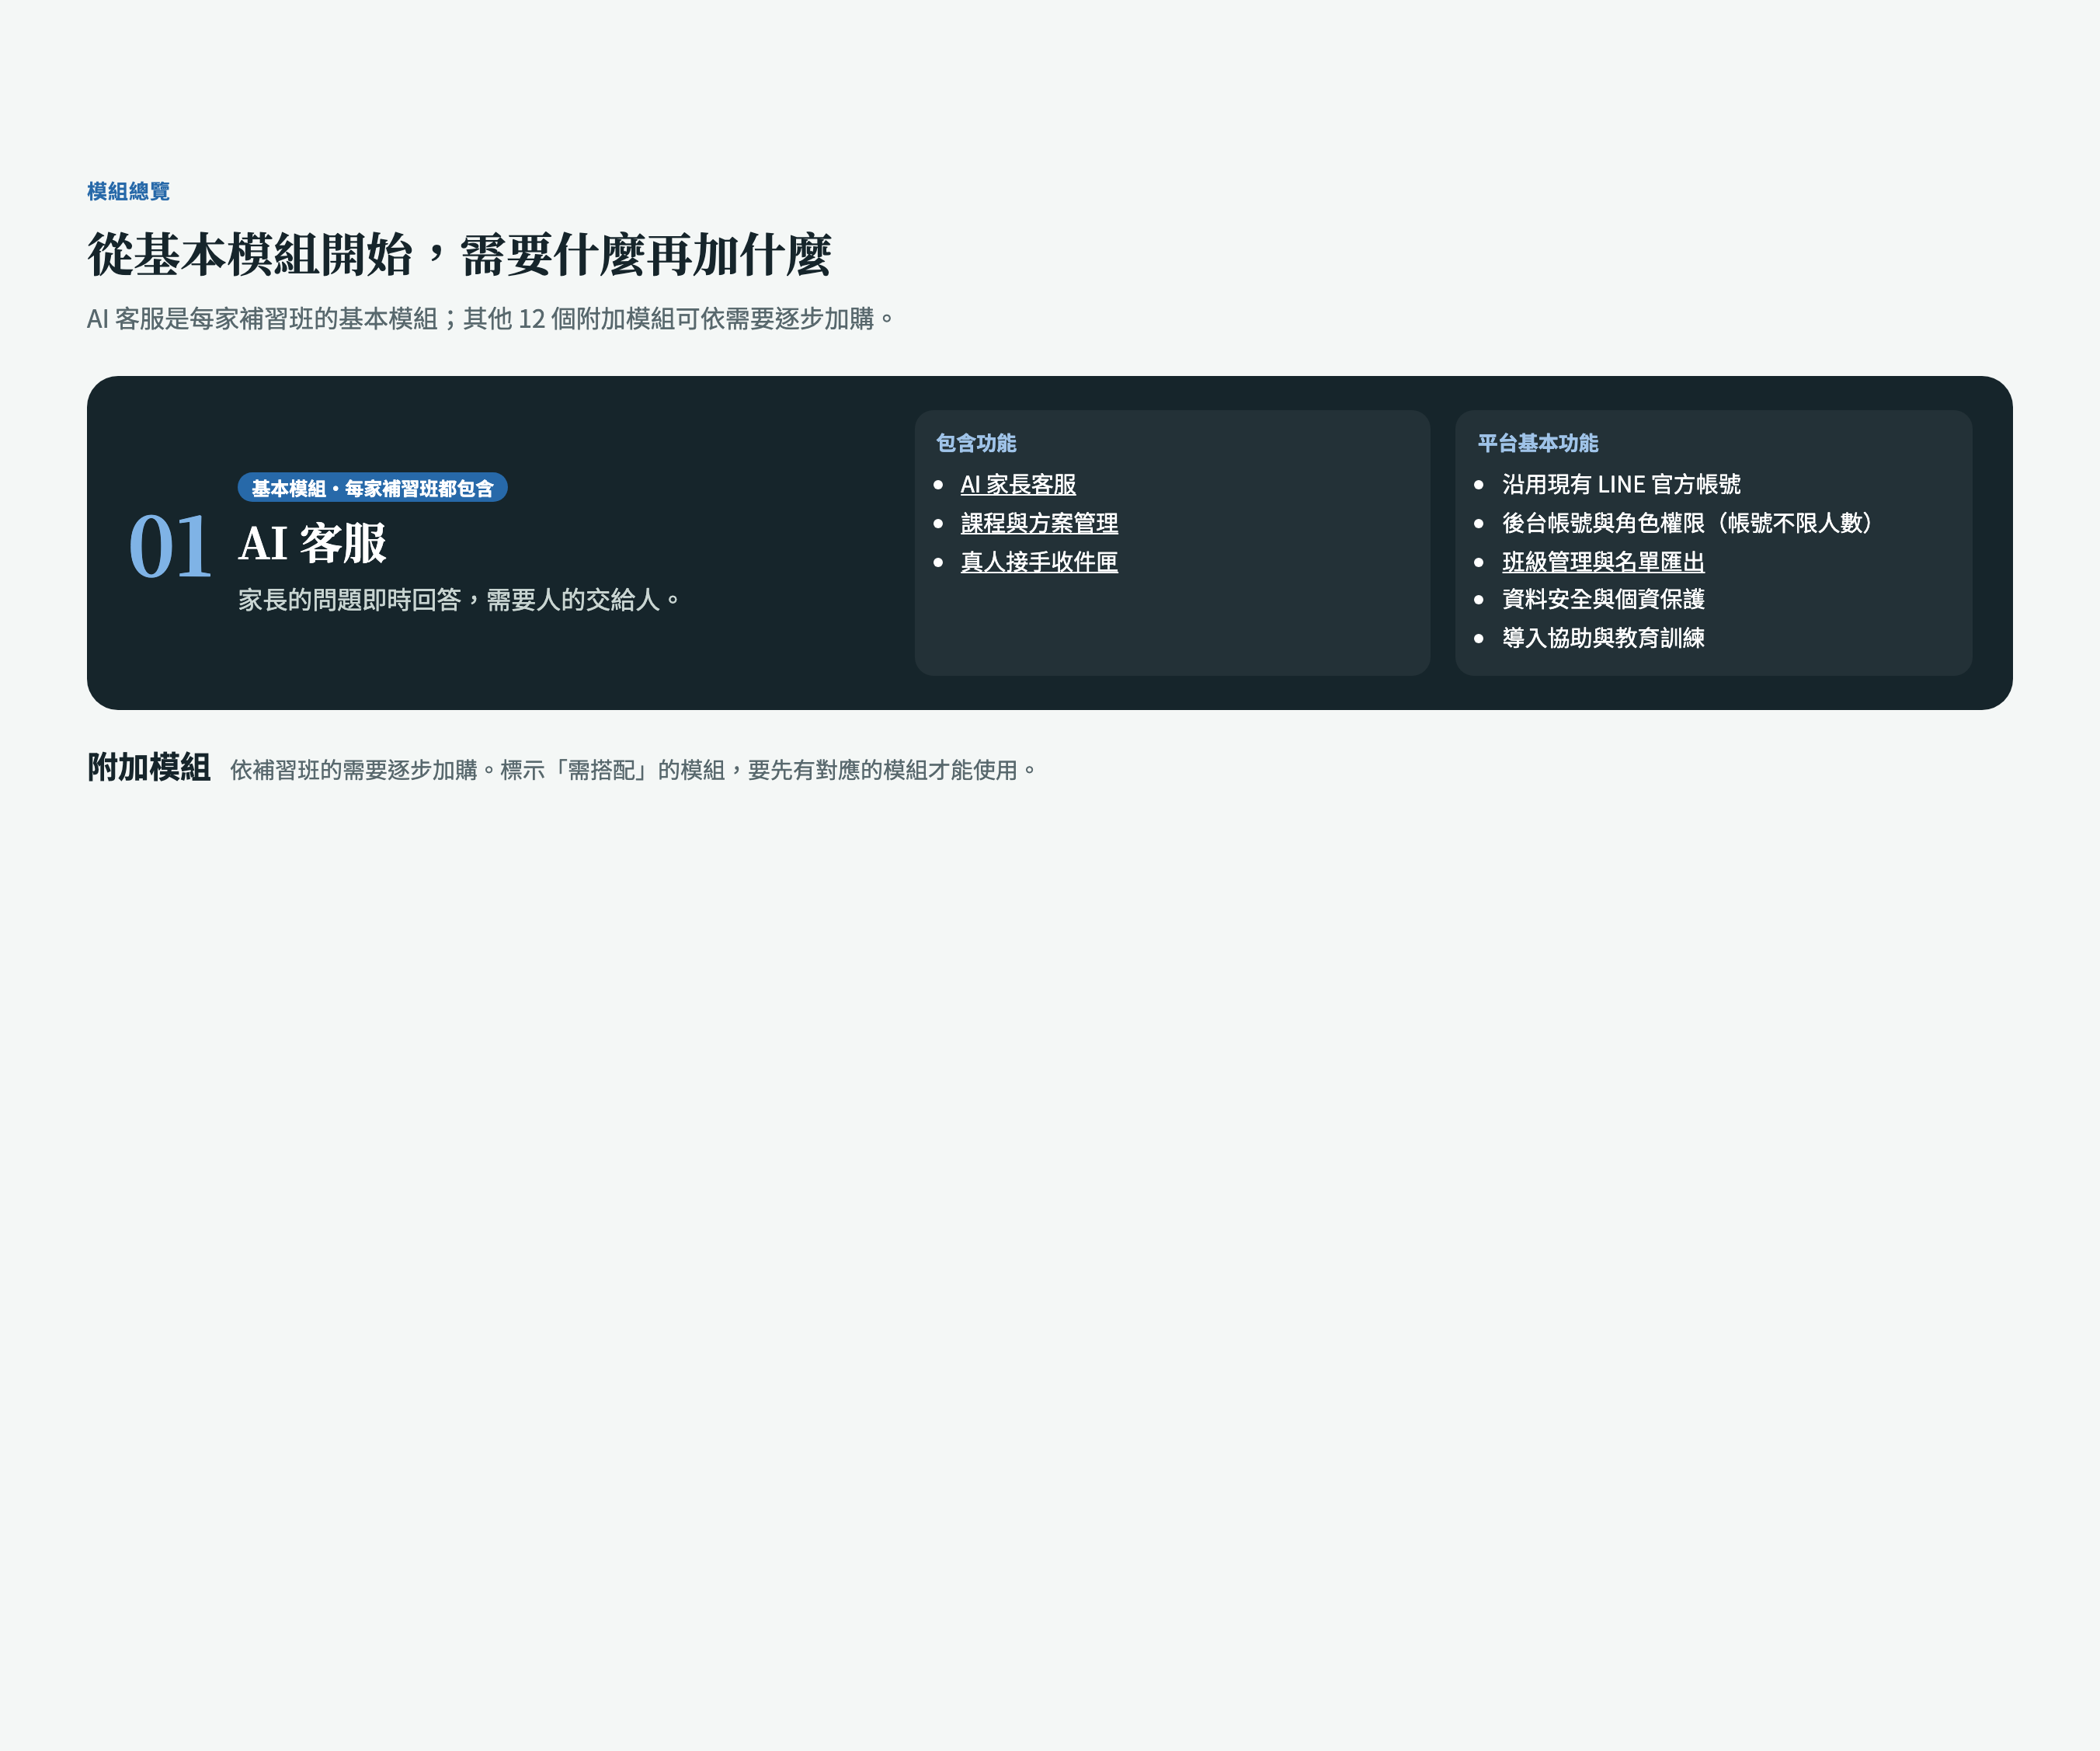 模組總覽
從基本模組開始，需要什麼再加什麼
AI 客服是每家補習班的基本模組；其他 12 個附加模組可依需要逐步加購。
01
基本模組・每家補習班都包含
AI 客服
家長的問題即時回答，需要人的交給人。
包含功能
AI 家長客服
課程與方案管理
真人接手收件匣
平台基本功能
沿用現有 LINE 官方帳號
後台帳號與角色權限（帳號不限人數）
班級管理與名單匯出
資料安全與個資保護
導入協助與教育訓練
附加模組
依補習班的需要逐步加購。標示「需搭配」的模組，要先有對應的模組才能使用。